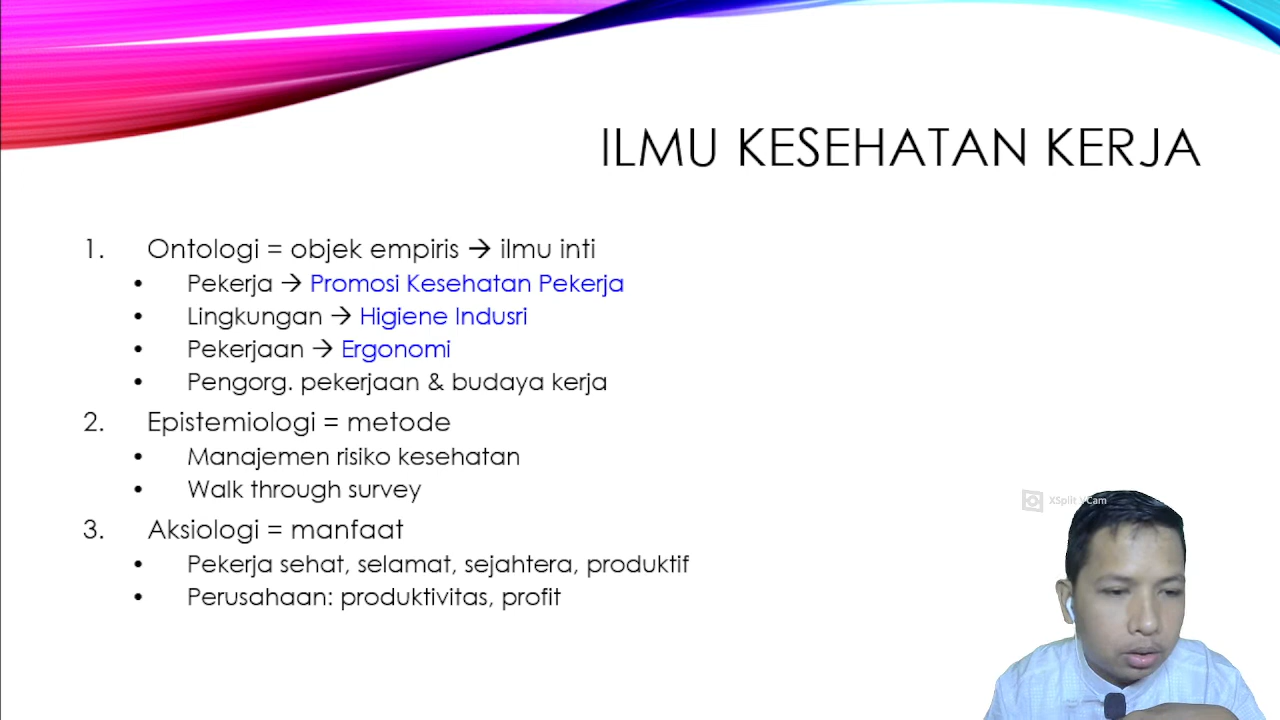 ILMU KESEHATAN KERJA
1. Ontologi = objek empiris → ilmu inti
• Pekerja → Promosi Kesehatan Pekerja
• Lingkungan → Higiene Indusri
• Pekerjaan → Ergonomi
• Pengorg. pekerjaan & budaya kerja
2. Epistemiologi = metode
• Manajemen risiko kesehatan
• Walk through survey
3. Aksiologi = manfaat
• Pekerja sehat, selamat, sejahtera, produktif
• Perusahaan: produktivitas, profit
XSplit VCam